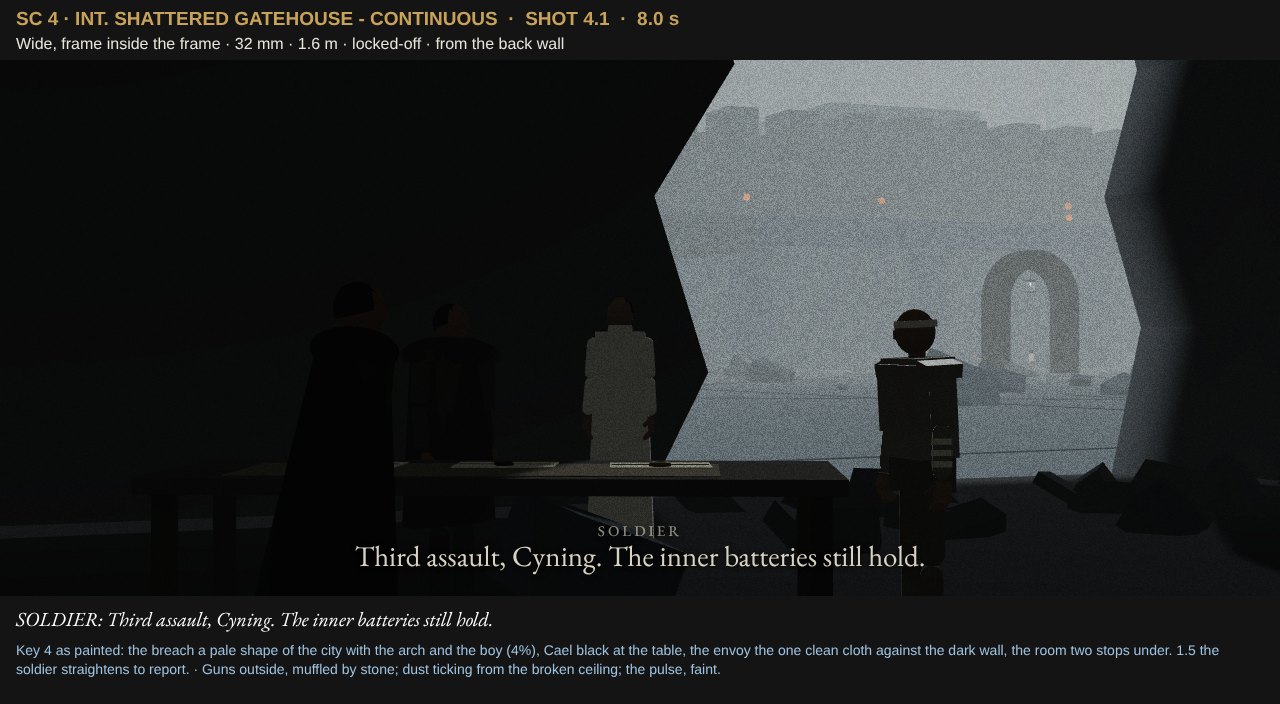 SC 4 · INT. SHATTERED GATEHOUSE - CONTINUOUS · SHOT 4.1 · 8.0 s
Wide, frame inside the frame · 32 mm · 1.6 m · locked-off · from the back wall
SOLDIER
Third assault, Cyning. The inner batteries still hold.
SOLDIER: Third assault, Cyning. The inner batteries still hold.
Key 4 as painted: the breach a pale shape of the city with the arch and the boy (4%), Cael black at the table, the envoy the one clean cloth against the dark wall, the room two stops under. 1.5 the
soldier straightens to report. · Guns outside, muffled by stone; dust ticking from the broken ceiling; the pulse, faint.